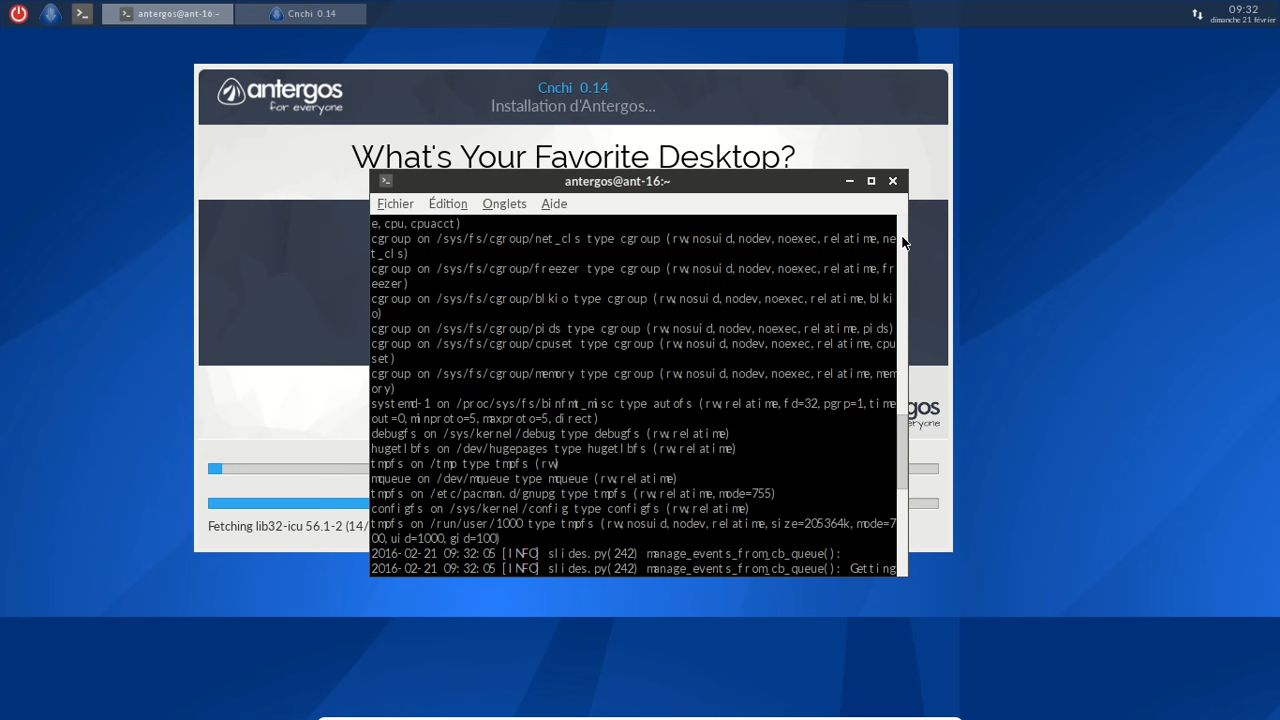 antergos@ant-16:~
Cnchi 0.14
09:32
dimanche 21 février
antergos
for everyone
Cnchi 0.14
Installation d'Antergos...
What's Your Favorite Desktop?
antergos@ant-16:~
Fichier Édition Onglets Aide
e, cpu, cpuacct)
cgroup on /sys/fs/cgroup/net_cls type cgroup (rw,nosuid,nodev,noexec,relatime,ne
t_cls)
cgroup on /sys/fs/cgroup/freezer type cgroup (rw,nosuid,nodev,noexec,relatime,fr
eezer)
cgroup on /sys/fs/cgroup/blkio type cgroup (rw,nosuid,nodev,noexec,relatime,blki
o)
cgroup on /sys/fs/cgroup/pids type cgroup (rw,nosuid,nodev,noexec,relatime,pids)
cgroup on /sys/fs/cgroup/cpuset type cgroup (rw,nosuid,nodev,noexec,relatime,cpu
set)
cgroup on /sys/fs/cgroup/memory type cgroup (rw,nosuid,nodev,noexec,relatime,mem
ory)
systemd-1 on /proc/sys/fs/binfmt_misc type autofs (rw,relatime,fd=32,pgrp=1,time
out=0,minproto=5,maxproto=5,direct)
debugfs on /sys/kernel/debug type debugfs (rw,relatime)
hugetlbfs on /dev/hugepages type hugetlbfs (rw,relatime)
tmpfs on /tmp type tmpfs (rw)
mqueue on /dev/mqueue type mqueue (rw,relatime)
tmpfs on /etc/pacman.d/gnupg type tmpfs (rw,relatime,mode=755)
configfs on /sys/kernel/config type configfs (rw,relatime)
tmpfs on /run/user/1000 type tmpfs (rw,nosuid,nodev,relatime,size=205364k,mode=7
00,uid=1000,gid=100)
2016-02-21 09:32:05 [INFO] slides.py(242) manage_events_from_cb_queue():
2016-02-21 09:32:05 [INFO] slides.py(242) manage_events_from_cb_queue(): Getting
gos
eryone
Fetching lib32-icu 56.1-2 (14/